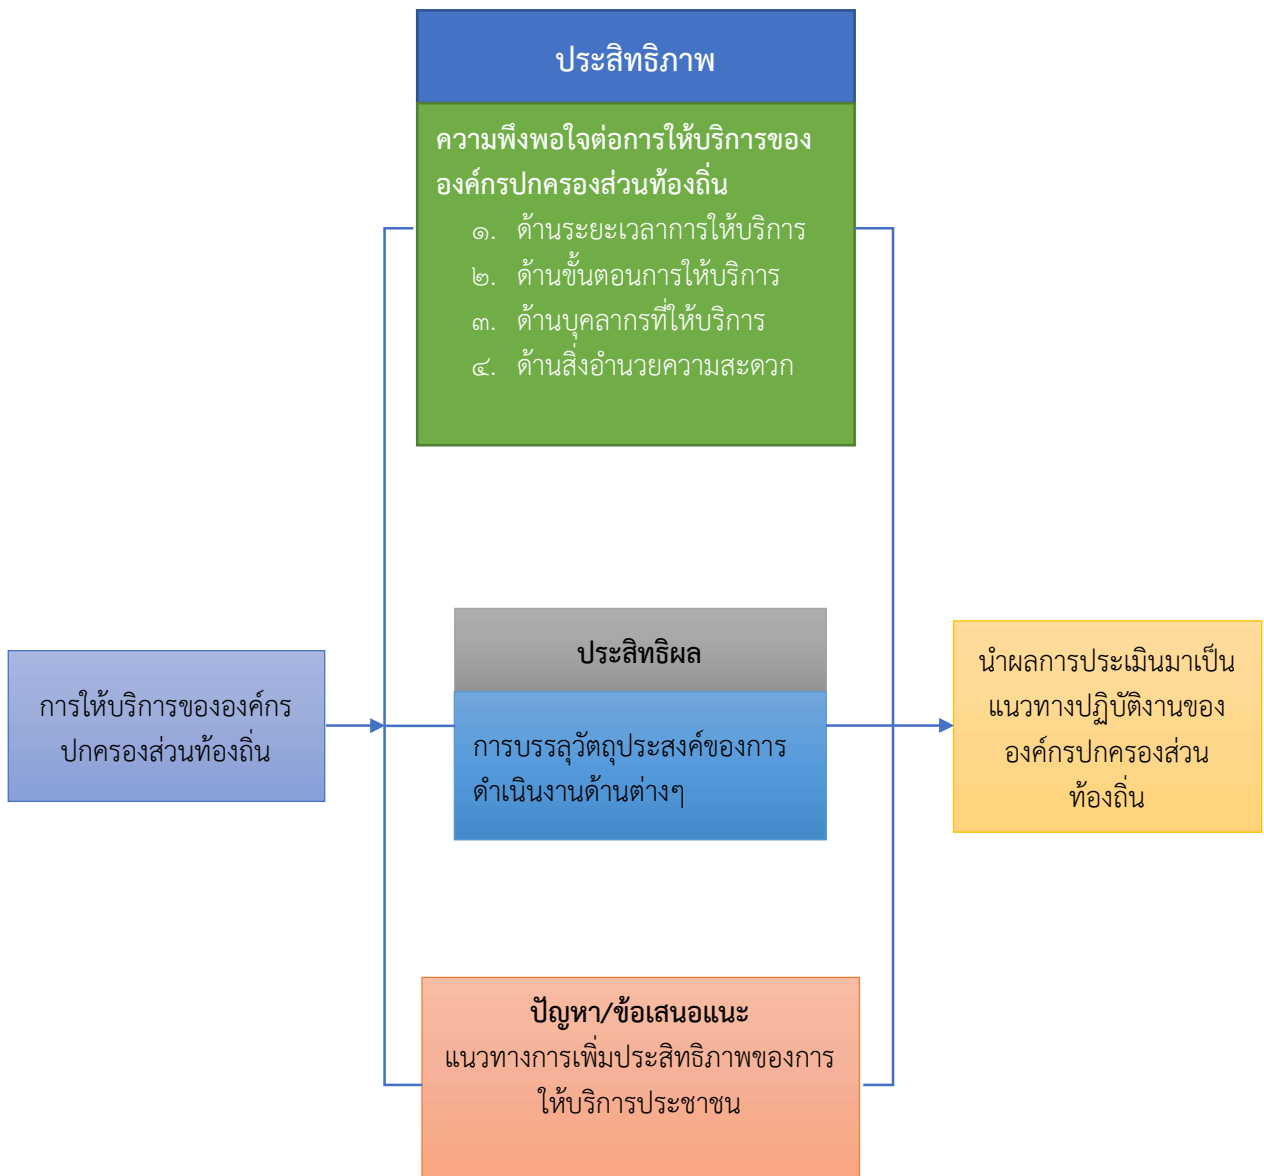 ประสิทธิภาพ
ความพึงพอใจต่อการให้บริการของ
องค์กรปกครองส่วนท้องถิ่น
๑. ด้านระยะเวลาการให้บริการ
๒. ด้านขั้นตอนการให้บริการ
๓. ด้านบุคลากรที่ให้บริการ
๔. ด้านสิ่งอำนวยความสะดวก
การให้บริการขององค์กร
ปกครองส่วนท้องถิ่น
ประสิทธิผล
การบรรลุวัตถุประสงค์ของการ
ดำเนินงานด้านต่างๆ
นำผลการประเมินมาเป็น
แนวทางปฏิบัติงานของ
องค์กรปกครองส่วน
ท้องถิ่น
ปัญหา/ข้อเสนอแนะ
แนวทางการเพิ่มประสิทธิภาพของการ
ให้บริการประชาชน